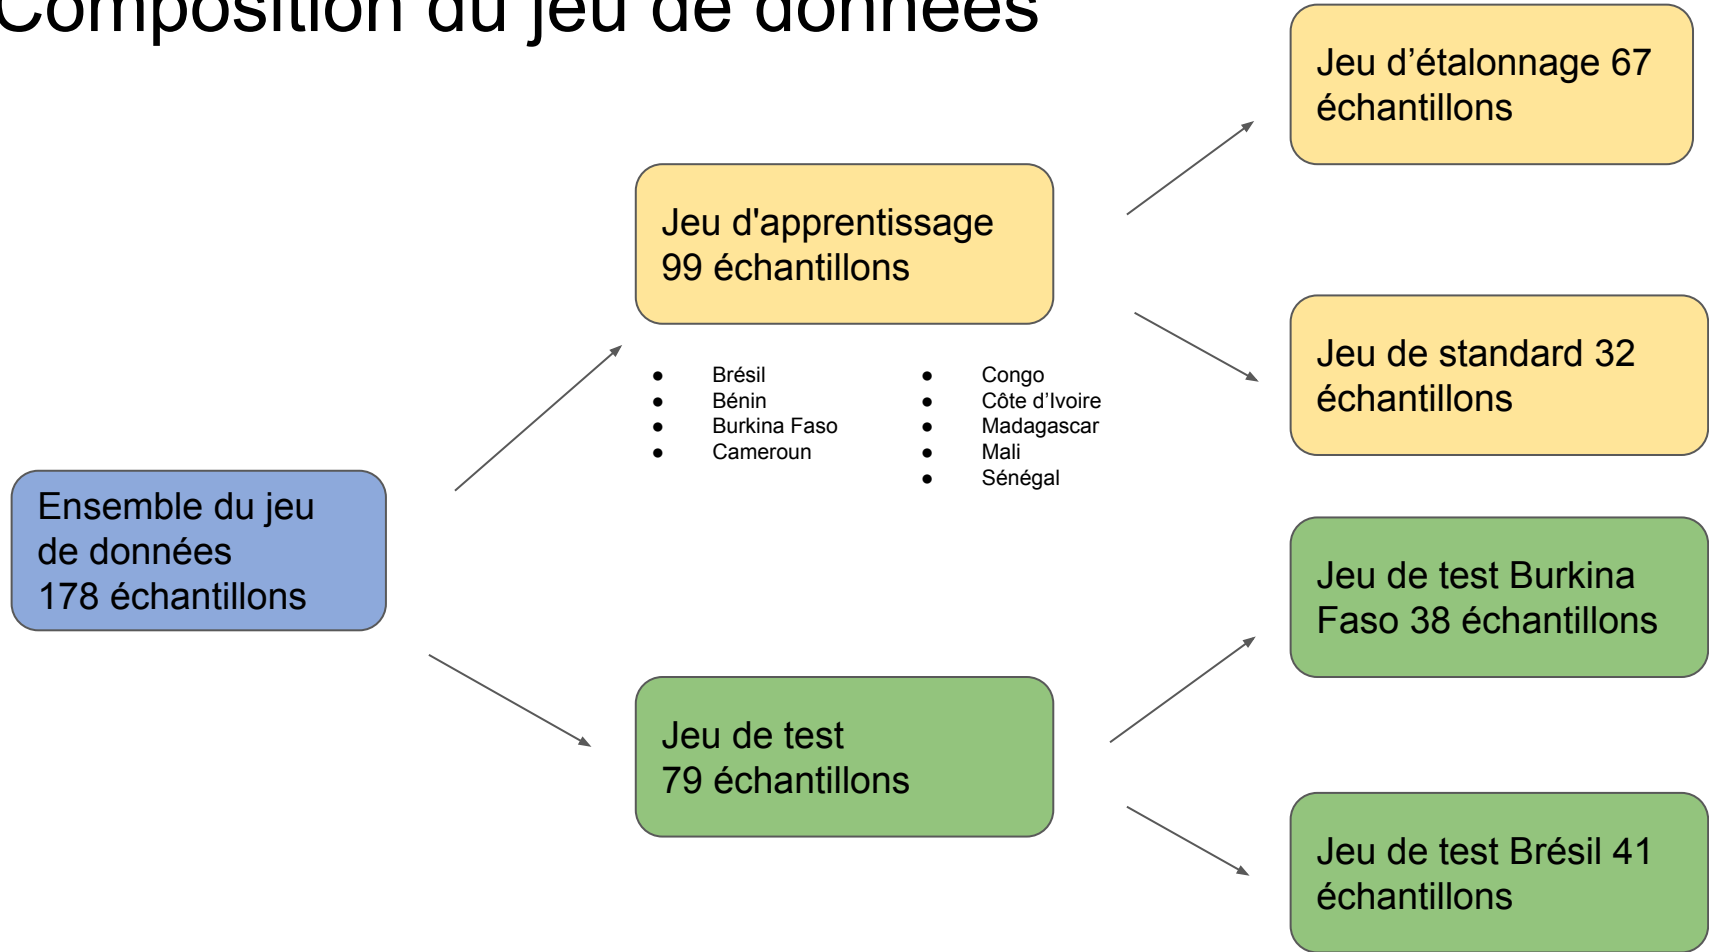 Composition du jeu de données
Jeu d’étalonnage 67
échantillons
Jeu d'apprentissage
99 échantillons
Jeu de standard 32
échantillons
● Brésil
● Bénin
● Burkina Faso
● Cameroun
● Congo
● Côte d’Ivoire
● Madagascar
● Mali
● Sénégal
Ensemble du jeu
de données
178 échantillons
Jeu de test Burkina
Faso 38 échantillons
Jeu de test
79 échantillons
Jeu de test Brésil 41
échantillons